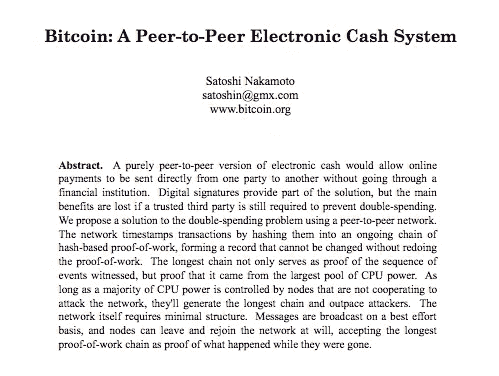 Bitcoin: A Peer-to-Peer Electronic Cash System
Satoshi Nakamoto
satoshin@gmx.com
www.bitcoin.org
Abstract. A purely peer-to-peer version of electronic cash would allow online
payments to be sent directly from one party to another without going through a
financial institution. Digital signatures provide part of the solution, but the main
benefits are lost if a trusted third party is still required to prevent double-spending.
We propose a solution to the double-spending problem using a peer-to-peer network.
The network timestamps transactions by hashing them into an ongoing chain of
hash-based proof-of-work, forming a record that cannot be changed without redoing
the proof-of-work. The longest chain not only serves as proof of the sequence of
events witnessed, but proof that it came from the largest pool of CPU power. As
long as a majority of CPU power is controlled by nodes that are not cooperating to
attack the network, they'll generate the longest chain and outpace attackers. The
network itself requires minimal structure. Messages are broadcast on a best effort
basis, and nodes can leave and rejoin the network at will, accepting the longest
proof-of-work chain as proof of what happened while they were gone.